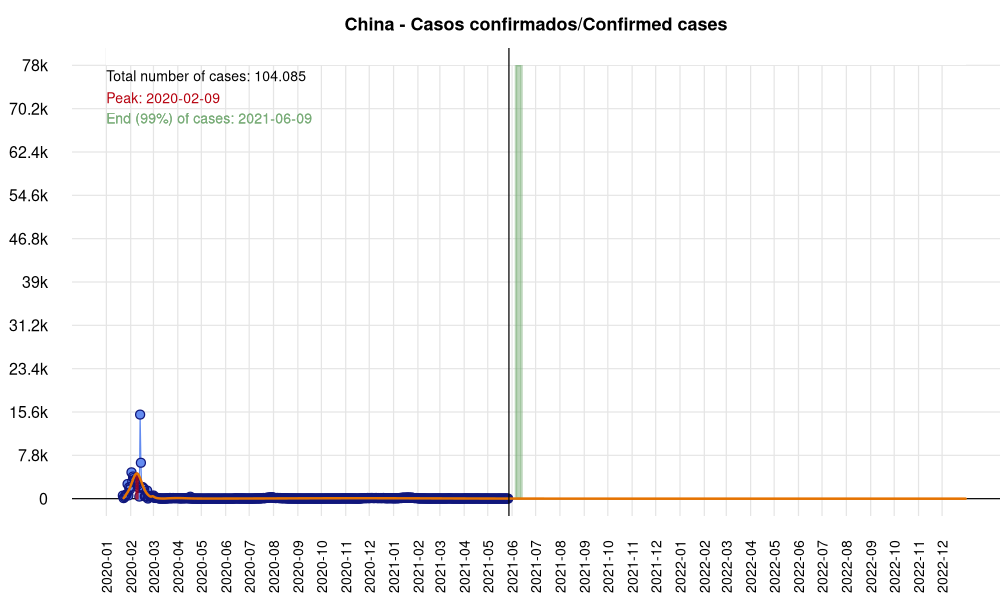 China - Casos confirmados/Confirmed cases
Total number of cases: 104.085
Peak: 2020-02-09
End (99%) of cases: 2021-06-09
78k
70.2k
62.4k
54.6k
46.8k
39k
31.2k
23.4k
15.6k
7.8k
0
2020-01
2020-02
2020-03
2020-04
2020-05
2020-06
2020-07
2020-08
2020-09
2020-10
2020-11
2020-12
2021-01
2021-02
2021-03
2021-04
2021-05
2021-06
2021-07
2021-08
2021-09
2021-10
2021-11
2021-12
2022-01
2022-02
2022-03
2022-04
2022-05
2022-06
2022-07
2022-08
2022-09
2022-10
2022-11
2022-12